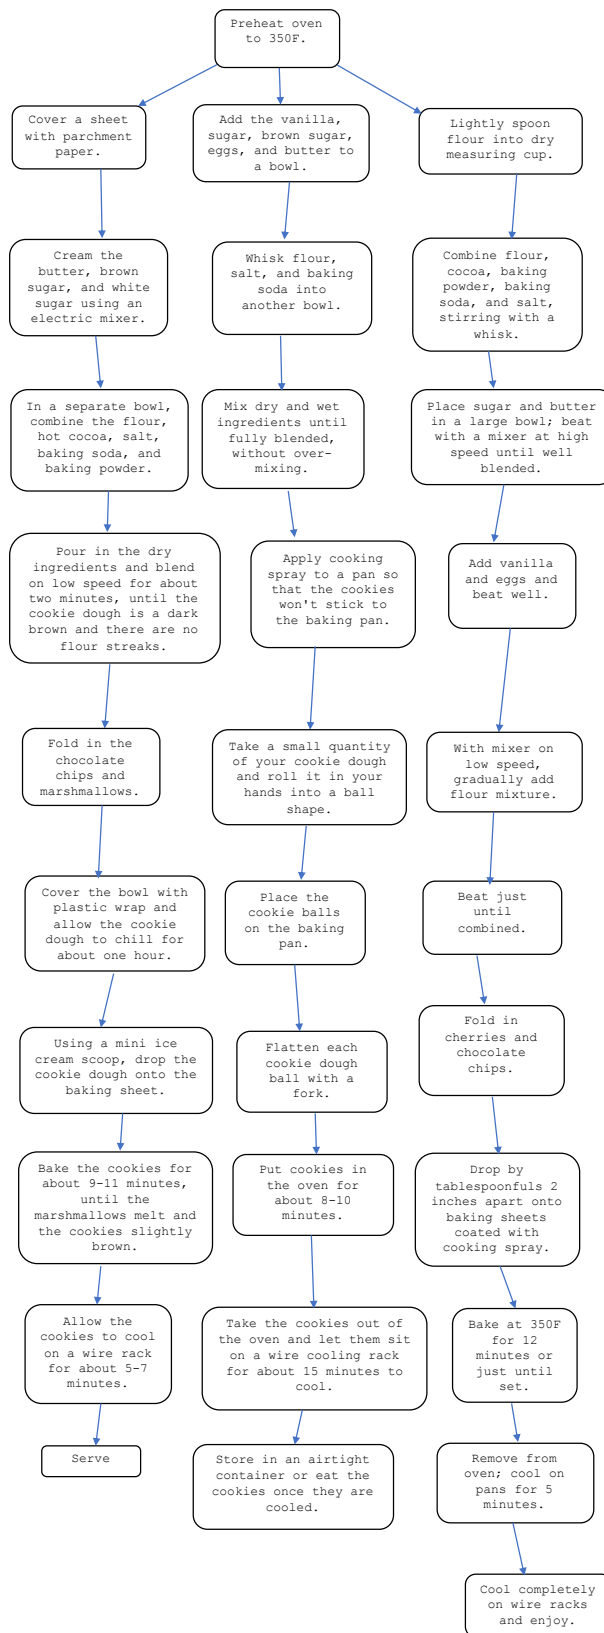 Preheat oven
to 350F.
Cover a sheet
with parchment
paper.
Cream the
butter, brown
sugar, and white
sugar using an
electric mixer.
In a separate bowl,
combine the flour,
hot cocoa, salt,
baking soda, and
baking powder.
Pour in the dry
ingredients and blend
on low speed for about
two minutes, until the
cookie dough is a dark
brown and there are no
flour streaks.
Fold in the
chocolate
chips and
marshmallows.
Cover the bowl with
plastic wrap and
allow the cookie
dough to chill for
about one hour.
Using a mini ice
cream scoop, drop the
cookie dough onto the
baking sheet.
Bake the cookies for
about 9-11 minutes,
until the
marshmallows melt and
the cookies slightly
brown.
Allow the
cookies to cool
on a wire rack
for about 5-7
minutes.
Serve
Add the vanilla,
sugar, brown sugar,
eggs, and butter to
a bowl.
Whisk flour,
salt, and baking
soda into
another bowl.
Mix dry and wet
ingredients until
fully blended,
without over-
mixing.
Apply cooking
spray to a pan so
that the cookies
won't stick to
the baking pan.
Take a small quantity
of your cookie dough
and roll it in your
hands into a ball
shape.
Place the
cookie balls
on the baking
pan.
Flatten each
cookie dough
ball with a
fork.
Put cookies in
the oven for
about 8-10
minutes.
Take the cookies out of
the oven and let them sit
on a wire cooling rack
for about 15 minutes to
cool.
Store in an airtight
container or eat the
cookies once they are
cooled.
Lightly spoon
flour into dry
measuring cup.
Combine flour,
cocoa, baking
powder, baking
soda, and salt,
stirring with a
whisk.
Place sugar and butter
in a large bowl; beat
with a mixer at high
speed until well
blended.
Add vanilla
and eggs and
beat well.
With mixer on
low speed,
gradually add
flour mixture.
Beat just
until
combined.
Fold in
cherries and
chocolate
chips.
Drop by
tablespoonfuls 2
inches apart onto
baking sheets
coated with
cooking spray.
Bake at 350F
for 12
minutes or
just until
set.
Remove from
oven; cool on
pans for 5
minutes.
Cool completely
on wire racks
and enjoy.